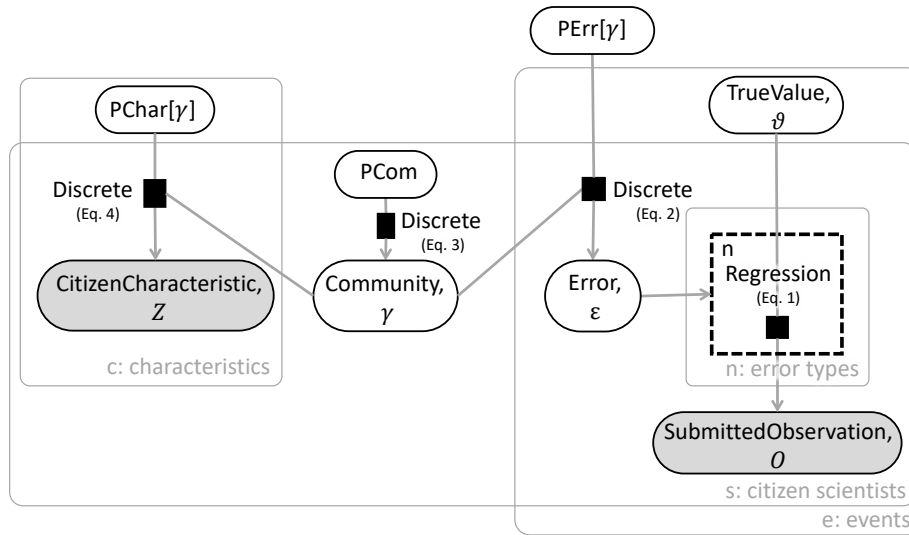 PErr[γ]
PChar[γ]
TrueValue,
ϑ
PCom
Discrete
(Eq. 4)
Discrete
(Eq. 3)
Discrete
(Eq. 2)
n
Regression
(Eq. 1)
CitizenCharacteristic,
Z
Community,
γ
Error,
ε
c: characteristics
n: error types
SubmittedObservation,
O
s: citizen scientists
e: events